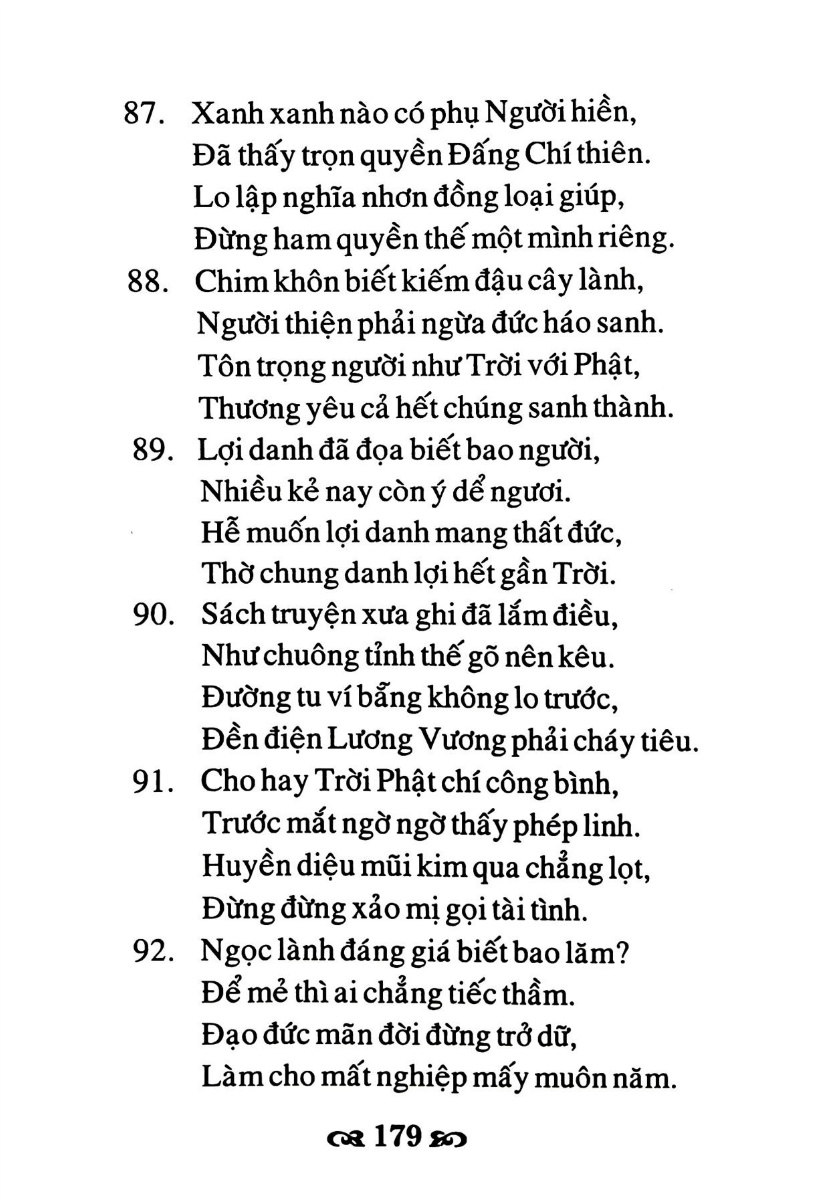 87. Xanh xanh nào có phụ Người hiền,
Đã thấy trọn quyền Đấng Chí thiên.
Lo lập nghĩa nhơn đồng loại giúp,
Đừng ham quyền thế một mình riêng.
88. Chim khôn biết kiếm đậu cây lành,
Người thiện phải ngừa đức háo sanh.
Tôn trọng người như Trời với Phật,
Thương yêu cả hết chúng sanh thành.
89. Lợi danh đã đọa biết bao người,
Nhiều kẻ nay còn ý dể ngươi.
Hễ muốn lợi danh mang thất đức,
Thờ chung danh lợi hết gần Trời.
90. Sách truyện xưa ghi đã lắm điều,
Như chuông tỉnh thế gõ nên kêu.
Đường tu ví bẵng không lo trước,
Đền điện Lương Vương phải cháy tiêu.
91. Cho hay Trời Phật chí công bình,
Trước mắt ngờ ngờ thấy phép linh.
Huyền diệu mũi kim qua chẳng lọt,
Đừng đừng xảo mị gọi tài tình.
92. Ngọc lành đáng giá biết bao lăm?
Để mẻ thì ai chẳng tiếc thầm.
Đạo đức mãn đời đừng trở dữ,
Làm cho mất nghiệp mấy muôn năm.
179